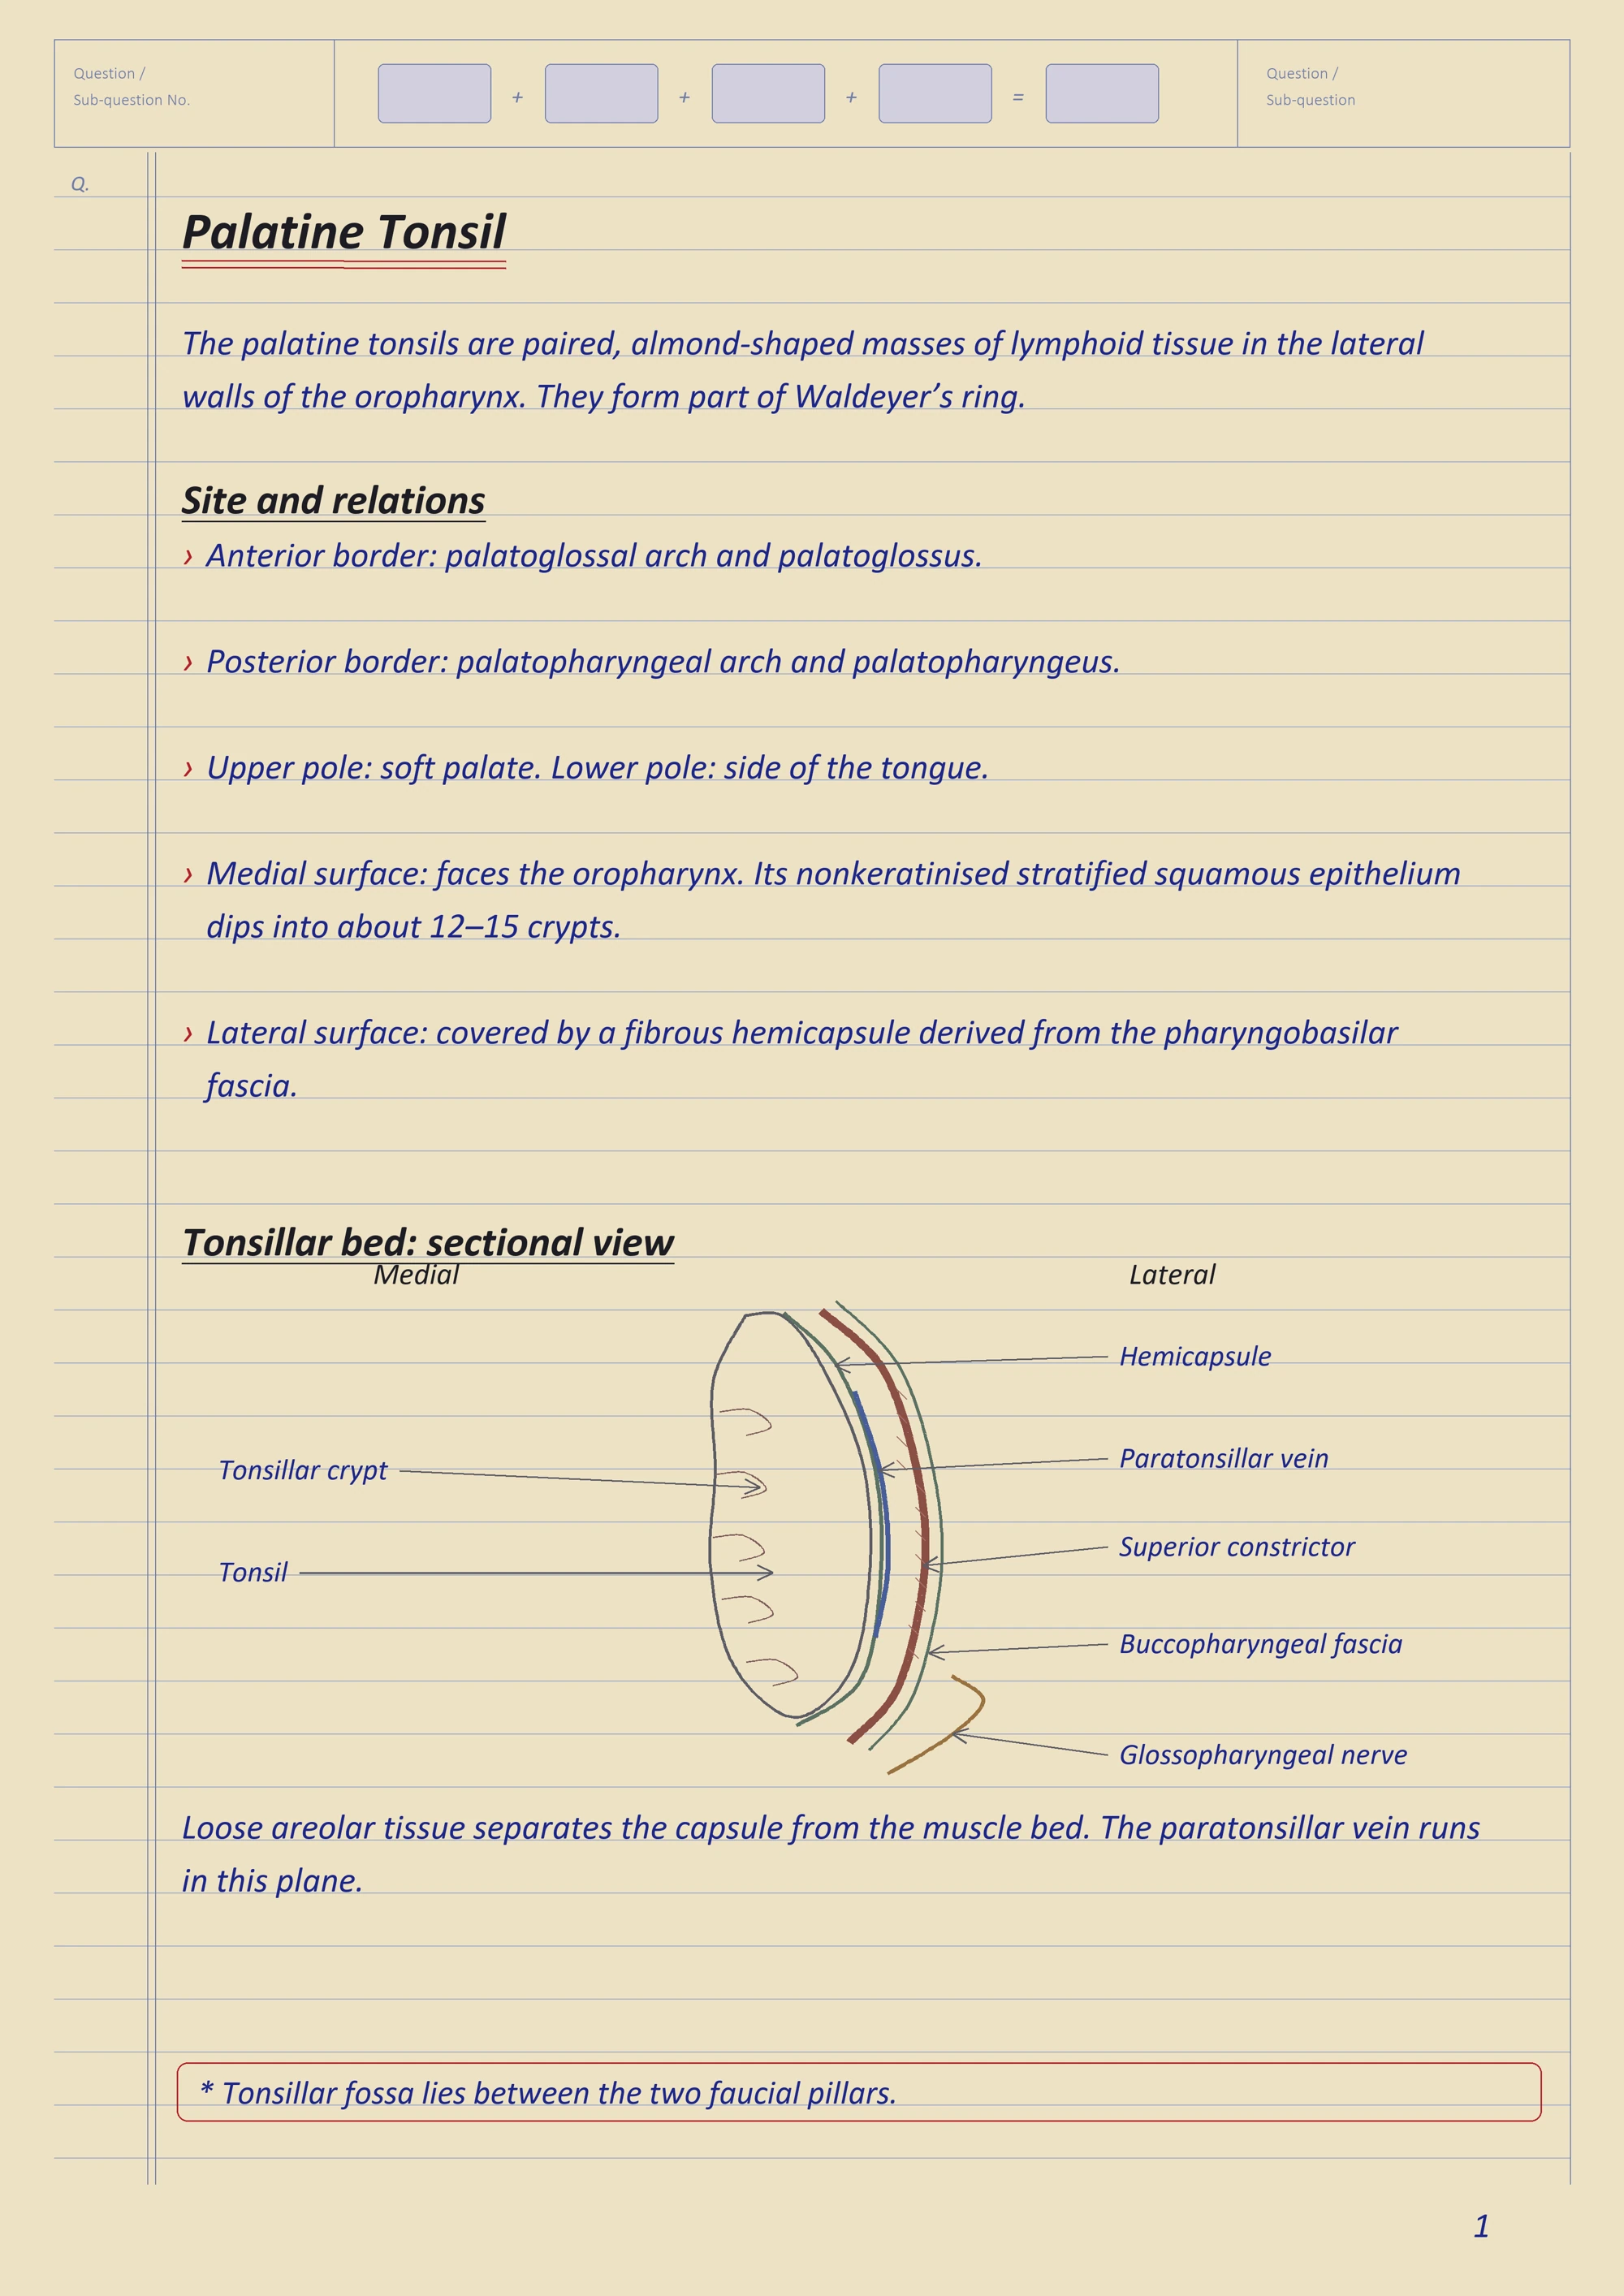 Question /
Sub-question No.
+ + + =
Question /
Sub-question
Q.
Palatine Tonsil
The palatine tonsils are paired, almond-shaped masses of lymphoid tissue in the lateral
walls of the oropharynx. They form part of Waldeyer’s ring.
Site and relations
› Anterior border: palatoglossal arch and palatoglossus.
› Posterior border: palatopharyngeal arch and palatopharyngeus.
› Upper pole: soft palate. Lower pole: side of the tongue.
› Medial surface: faces the oropharynx. Its nonkeratinised stratified squamous epithelium
dips into about 12–15 crypts.
› Lateral surface: covered by a fibrous hemicapsule derived from the pharyngobasilar
fascia.
Tonsillar bed: sectional view
Medial
Lateral
Hemicapsule
Paratonsillar vein
Tonsillar crypt
Superior constrictor
Tonsil
Buccopharyngeal fascia
Glossopharyngeal nerve
Loose areolar tissue separates the capsule from the muscle bed. The paratonsillar vein runs
in this plane.
* Tonsillar fossa lies between the two faucial pillars.
1